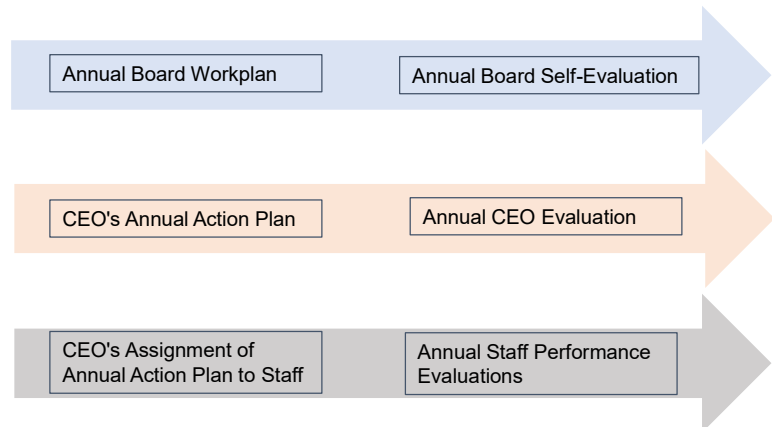 Annual Board Workplan
Annual Board Self-Evaluation
CEO's Annual Action Plan
Annual CEO Evaluation
CEO's Assignment of
Annual Action Plan to Staff
Annual Staff Performance
Evaluations